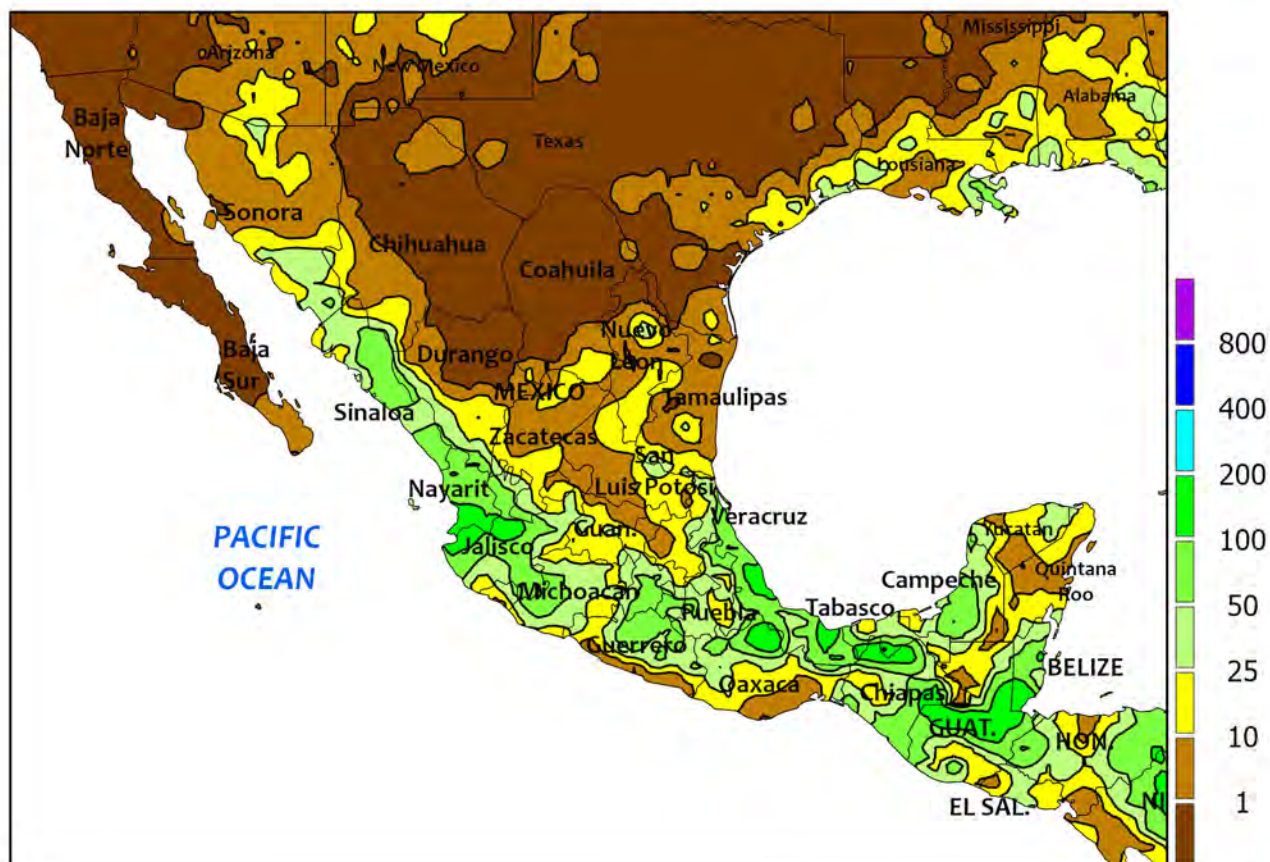 Mississippi
Arizona
New Mexico
Alabama
Baja
Norte
Texas
Lousiana
Sonora
Chihuahua
Coahuila
Nuevo
Leon
Baja
Sur
Durango
MEXICO
Tamaulipas
Sinaloa
Zacatecas
San
Luis Potosi
Nayarit
Veracruz
Guan.
Jalisco
Yucatan
Quintana
Roo
Campeche
PACIFIC
OCEAN
Michoacan
Puebla
Tabasco
Guerrero
BELIZE
Oaxaca
Chiapas
GUAT.
HON.
EL SAL.
NI
800
400
200
100
50
25
10
1